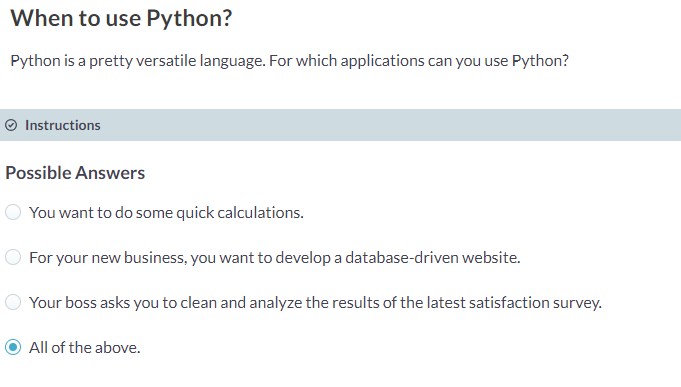 When to use Python?
Python is a pretty versatile language. For which applications can you use Python?
Instructions
Possible Answers
You want to do some quick calculations.
For your new business, you want to develop a database-driven website.
Your boss asks you to clean and analyze the results of the latest satisfaction survey.
All of the above.